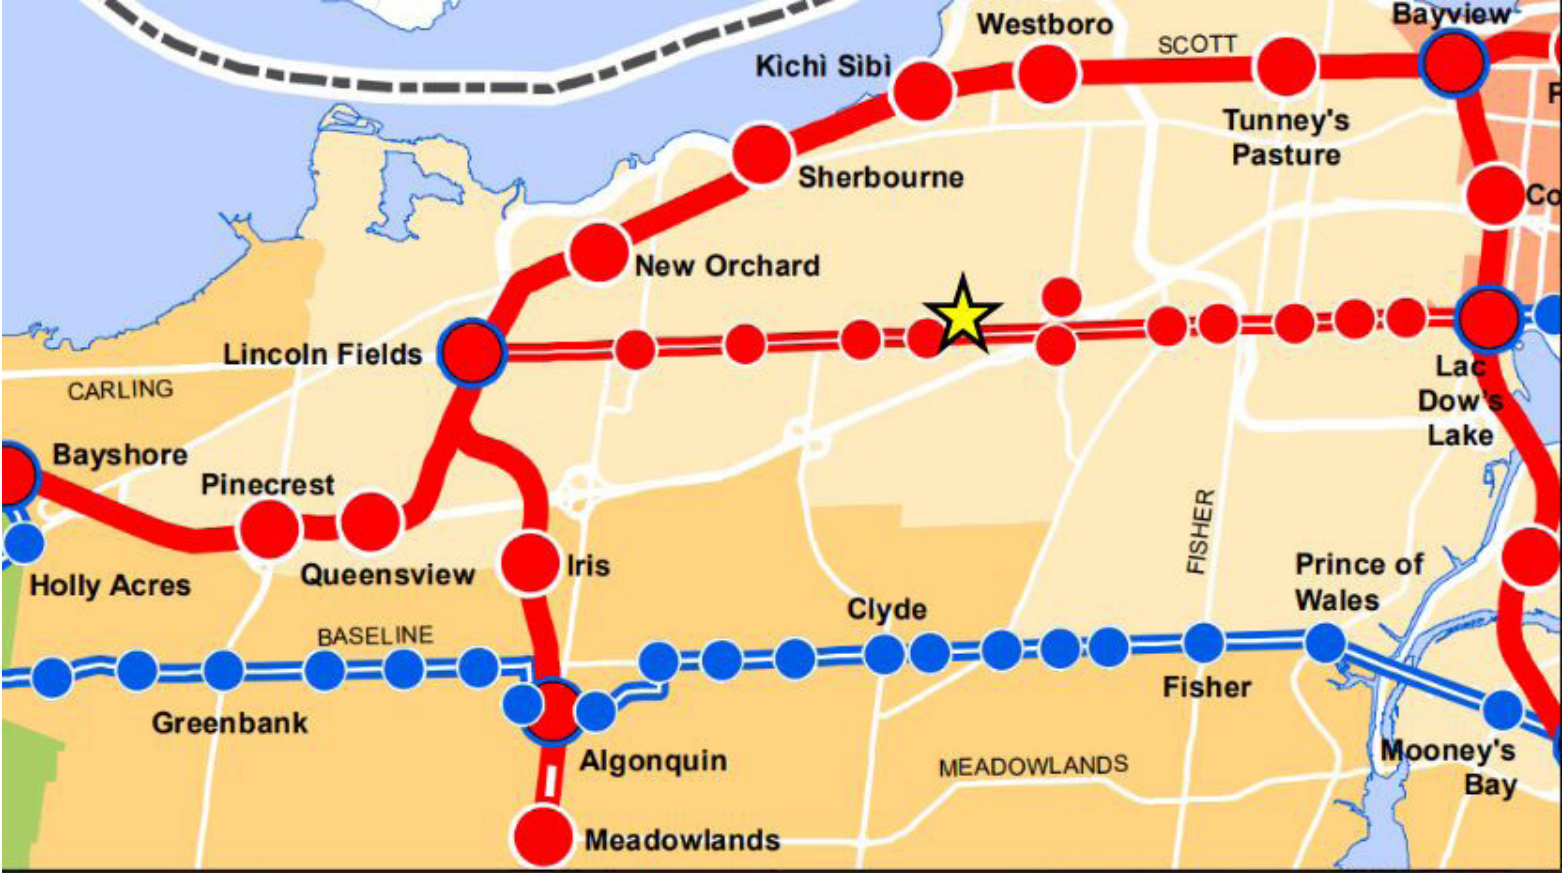 Bayview
Westboro
SCOTT
Kìchì Sìbì
Tunney's
Pasture
Sherbourne
Co
New Orchard
Lincoln Fields
CARLING
Lac
Dow's
Lake
Bayshore
Pinecrest
Queensview
Iris
FISHER
Holly Acres
Prince of
Wales
Clyde
BASELINE
Greenbank
Fisher
Algonquin
MEADOWLANDS
Mooney's
Bay
Meadowlands